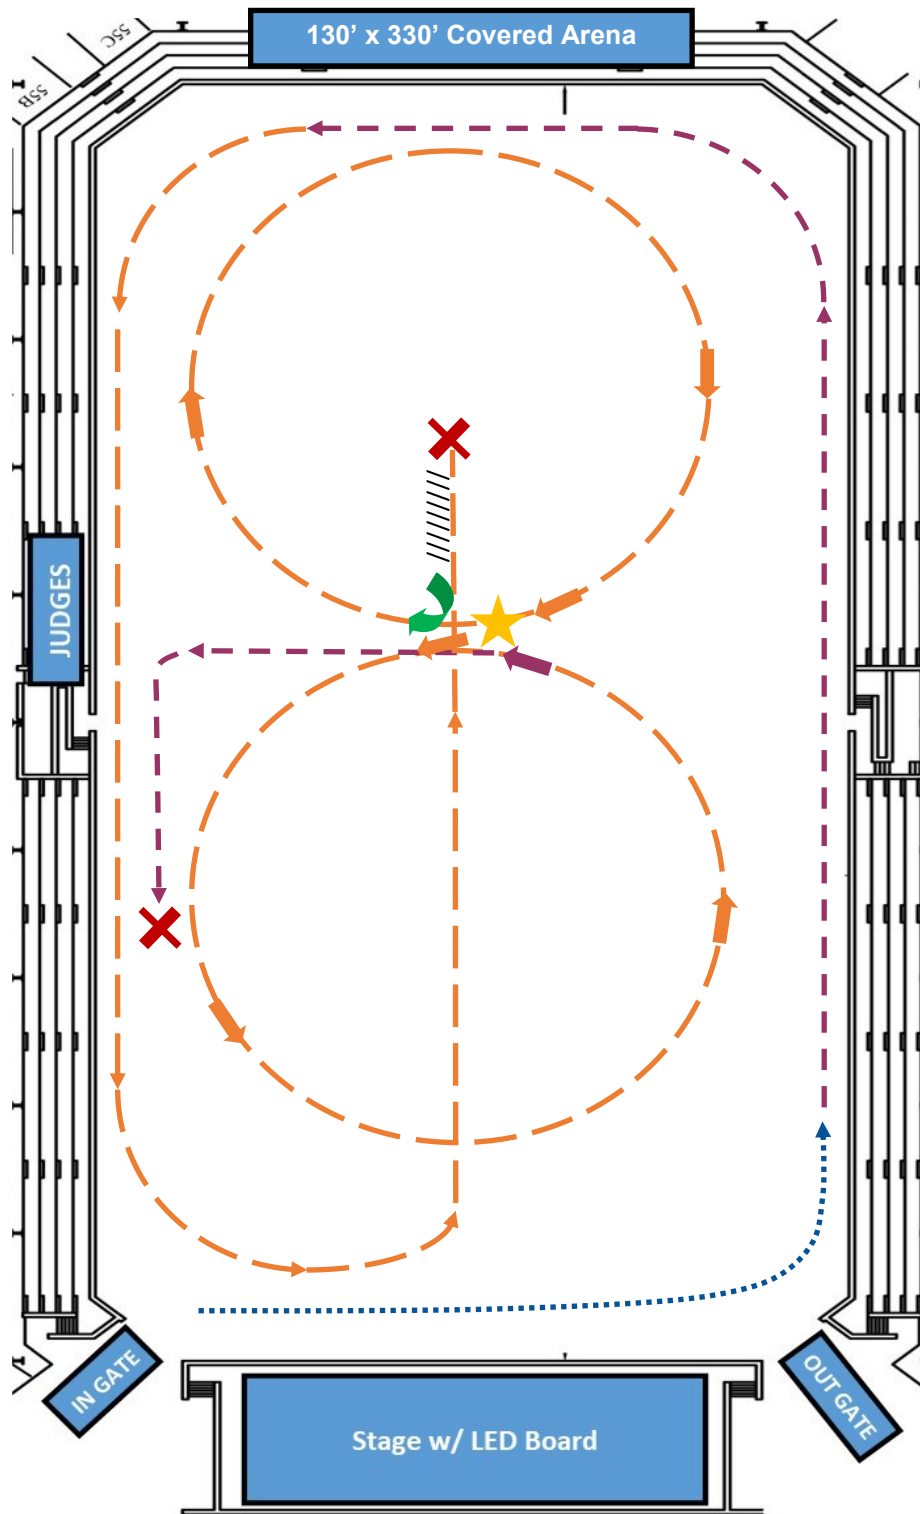 130’ x 330’ Covered Arena
55C
55B
JUDGES
IN GATE
OUT GATE
Stage w/ LED Board